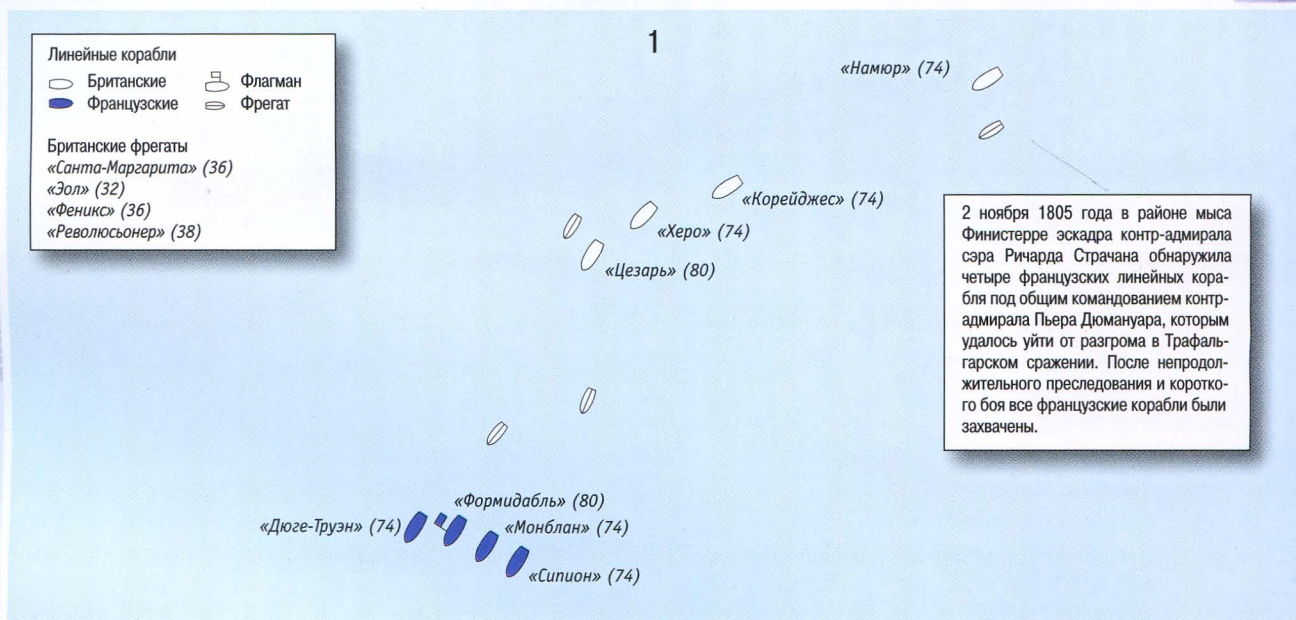 Линейные корабли
Британские
Флагман
Французские
Фрегат
Британские фрегаты
«Санта-Маргарита» (36)
«Эол» (32)
«Феникс» (36)
«Революсьонер» (38)
1
«Намюр» (74)
«Корейджес» (74)
«Херо» (74)
«Цезарь» (80)
2 ноября 1805 года в районе мыса
Финистерре эскадра контр-адмирала
сэра Ричарда Страчана обнаружила
четыре французских линейных кора-
бля под общим командованием контр-
адмирала Пьера Дюмануара, которым
удалось уйти от разгрома в Трафаль-
гарском сражении. После непродол-
жительного преследования и коротко-
го боя все французские корабли были
захвачены.
«Формидабль» (80)
«Дюге-Труэн» (74)
«Монблан» (74)
«Сипион» (74)